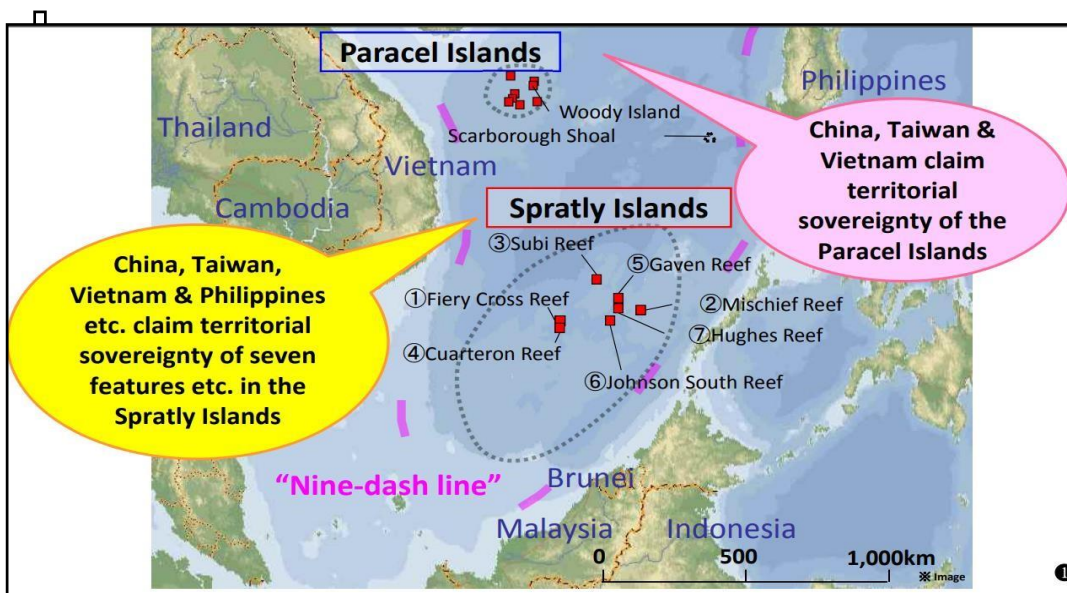 Paracel Islands
Philippines
Woody Island
Scarborough Shoal
Thailand
Vietnam
Cambodia
China, Taiwan &
Vietnam claim
territorial
sovereignty of the
Paracel Islands
Spratly Islands
③Subi Reef
⑤Gaven Reef
①Fiery Cross Reef
②Mischief Reef
⑦Hughes Reef
④Cuarteron Reef
⑥Johnson South Reef
China, Taiwan,
Vietnam & Philippines
etc. claim territorial
sovereignty of seven
features etc. in the
Spratly Islands
“Nine-dash line”
Brunei
Malaysia
Indonesia
0 500 1,000km
※ Image
❶